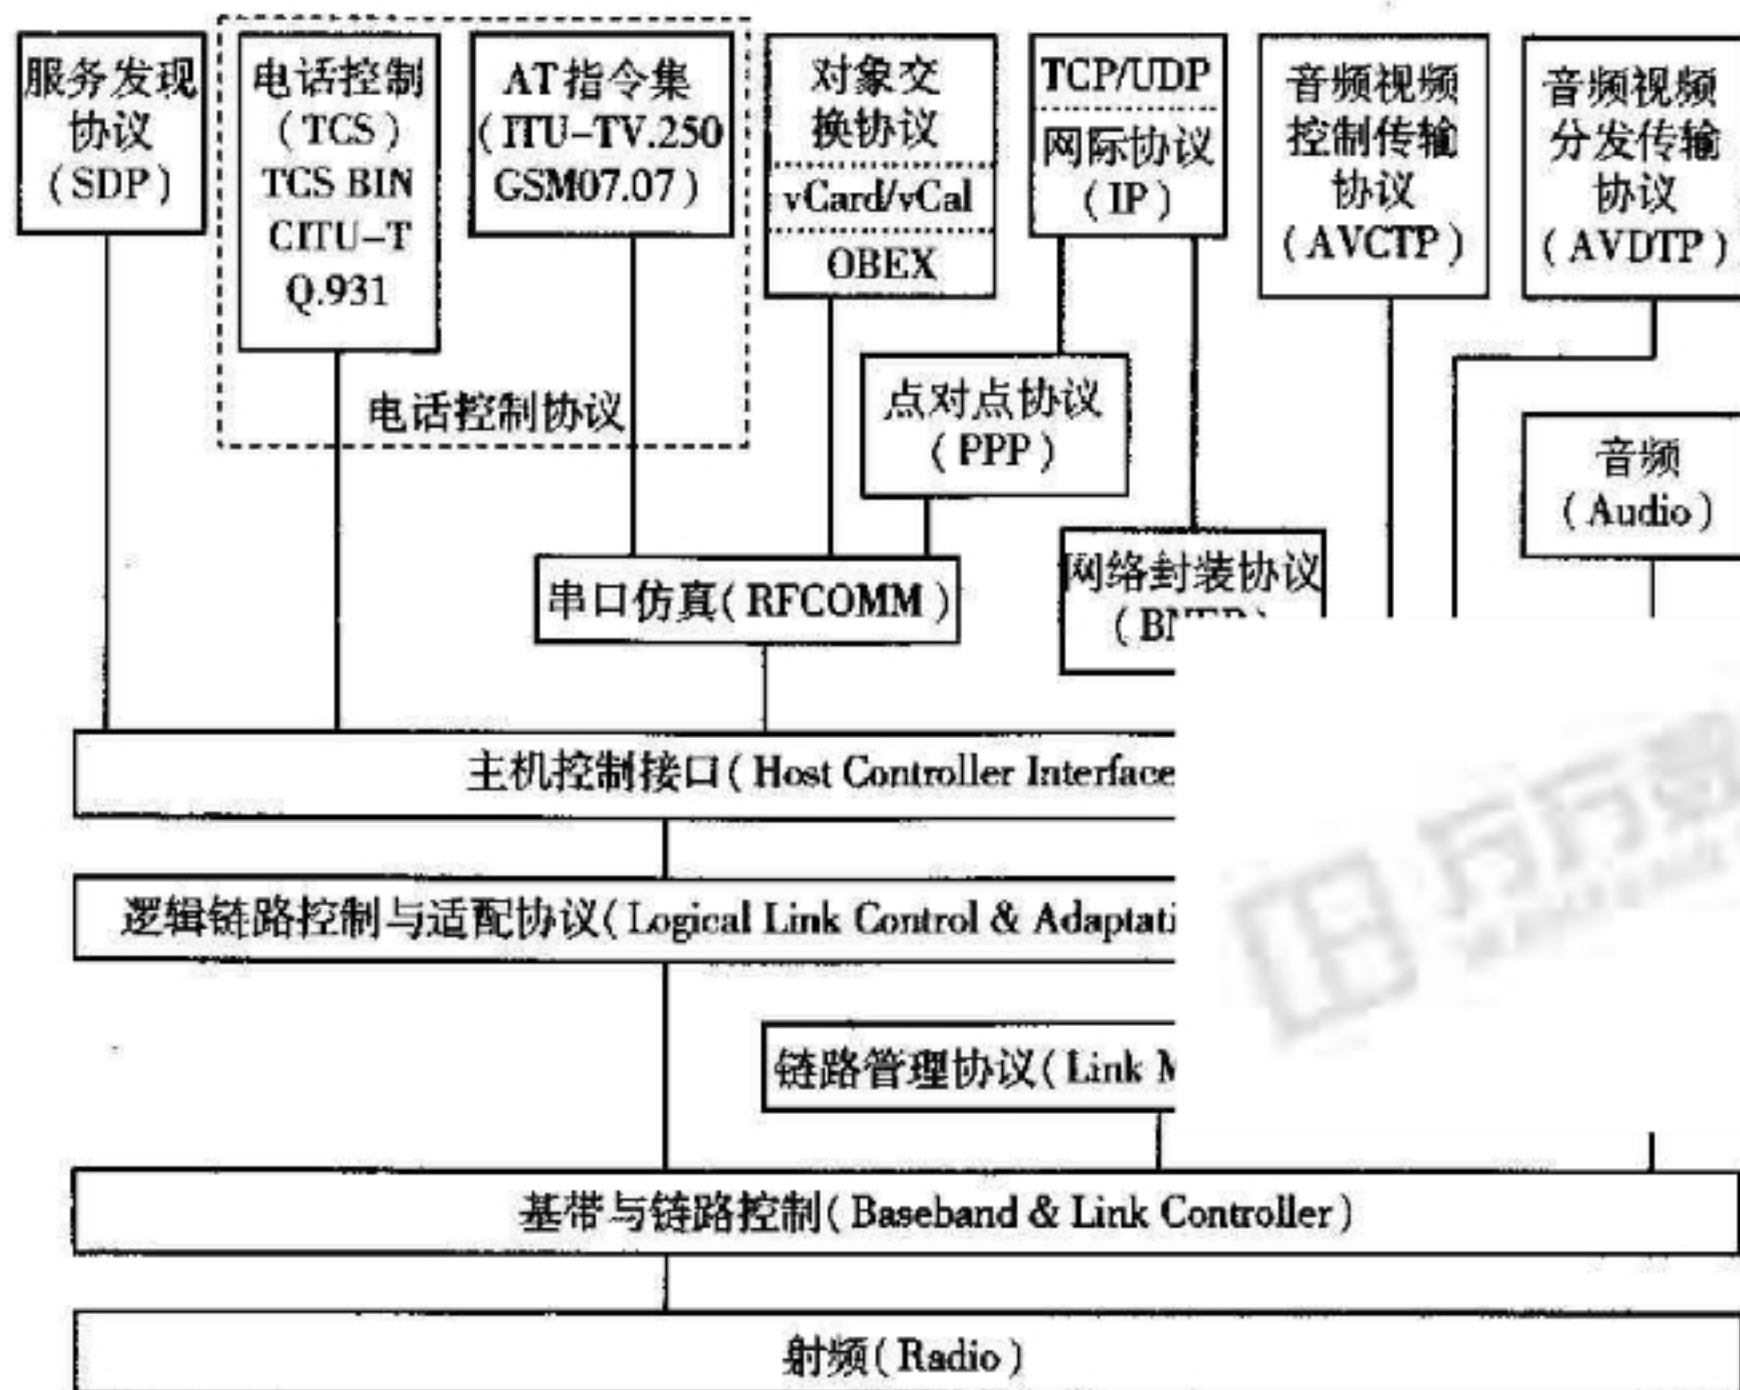 服务发现
协议
(SDP)
电话控制
(TCS)
TCS BIN
CITU-T
Q.931
AT指令集
(ITU-TV.250
GSM07.07)
电话控制协议
对象交
换协议
vCard/vCal
OBEX
TCP/UDP
网际协议
(IP)
音频视频
控制传输
协议
(AVCTP)
音频视频
分发传输
协议
(AVDTP)
点对点协议
(PPP)
音频
(Audio)
串口仿真(RFCOMM)
网络封装协议
主机控制接口(Host Controller Interface
逻辑链路控制与适配协议(Logical Link Control & Adaptati
链路管理协议(Link M
基带与链路控制(Baseband & Link Controller)
射频(Radio)